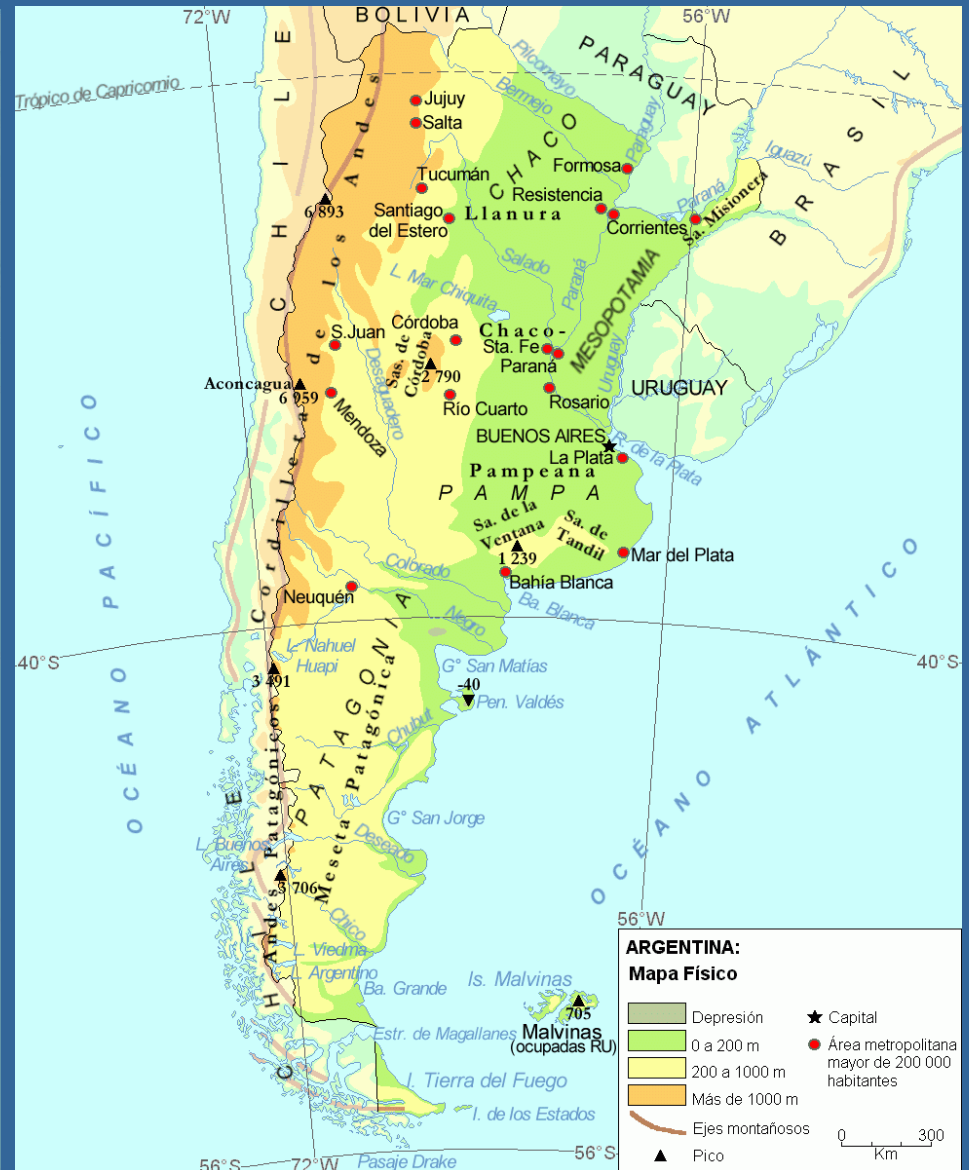 72°W
BOLIVIA
56°W
PARAGUAY
Pilcomayo
Trópico de Capricornio
Bermejo
Jujuy
Salta
CHACO
Paraguay
BRASIL
Iguazú
Formosa
Tucumán
Resistencia
R. Paraná
Sa. Misionera
6 893
Santiago
del Estero
Llanura
Corrientes
CHILE
Salado
Paraná
MESOPOTAMIA
L. Mar Chiquita
S.Juan
Córdoba
Chaco-
Sta. Fe
Paraná
Uruguay
Sas. de
Córdoba
2 790
Desaguadero
Aconcagua
6 959
Mendoza
Río Cuarto
Rosario
URUGUAY
BUENOS AIRES
R. de la Plata
La Plata
Pampeana
PAMPA
Sa. de la
Ventana
1 239
Sa. de
Tandil
Mar del Plata
Cordillera de los Andes
Colorado
Bahía Blanca
Ba. Blanca
Neuquén
Negro
OCÉANO PACÍFICO
OCÉANO ATLÁNTICO
40°S
40°S
L. Nahuel
Huapi
3 491
G° San Matías
-40
Pen. Valdés
PATAGONIA
Meseta Patagónica
Chubut
Andes Patagónicos
CHILE
G° San Jorge
L. Buenos
Aires
Deseado
3 706
Chico
56°W
L. Viedma
L. Argentino
Ba. Grande
Is. Malvinas
705
Malvinas
(ocupadas RU)
Estr. de Magallanes
I. Tierra del Fuego
I. de los Estados
56°S
72°W
Pasaje Drake
56°S
ARGENTINA:
Mapa Físico
Depresión
0 a 200 m
200 a 1000 m
Más de 1000 m
Ejes montañosos
Pico
Capital
Área metropolitana
mayor de 200 000
habitantes
0 300
Km